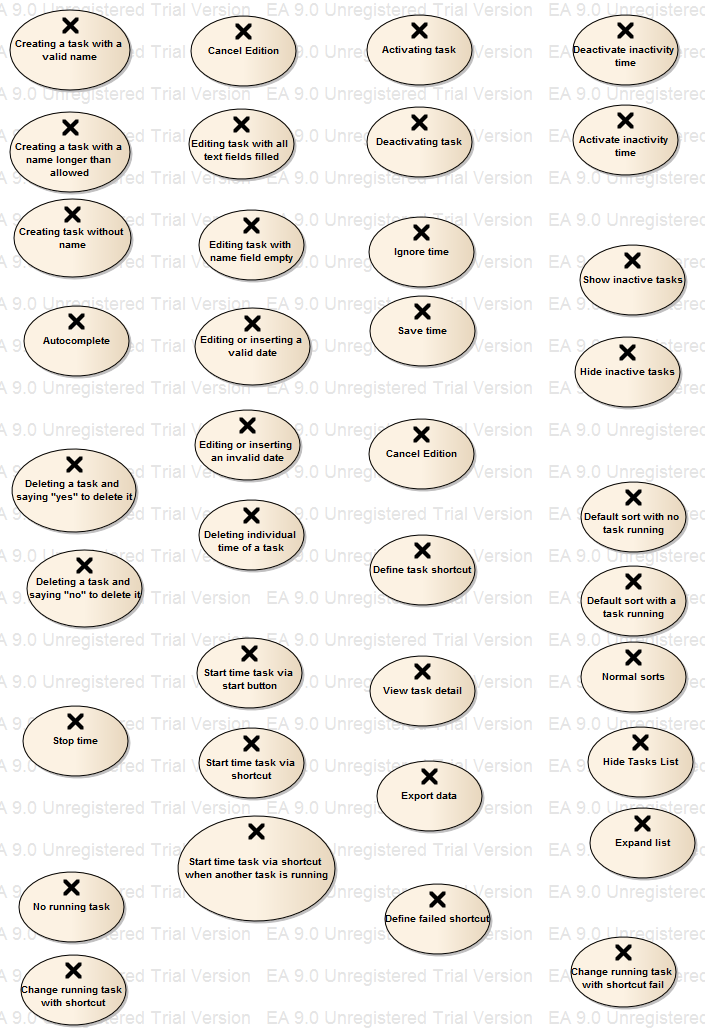 Creating a task with a
valid name
Cancel Edition
Activating task
Deactivate inactivity
time
Creating a task with a
name longer than
allowed
Editing task with all
text fields filled
Deactivating task
Activate inactivity
time
Creating task without
name
Editing task with
name field empty
Ignore time
Show inactive tasks
Autocomplete
Editing or inserting a
valid date
Save time
Hide inactive tasks
Editing or inserting
an invalid date
Cancel Edition
Deleting a task and
saying "yes" to delete it
Deleting individual
time of a task
Default sort with no
task running
Deleting a task and
saying "no" to delete it
Define task shortcut
Default sort with a
task running
Start time task via
start button
View task detail
Normal sorts
Stop time
Start time task via
shortcut
Export data
Hide Tasks List
Start time task via shortcut
when another task is running
Expand list
No running task
Define failed shortcut
Change running task
with shortcut
Change running task
with shortcut fail
EA 9.0 Unregistered Trial Version